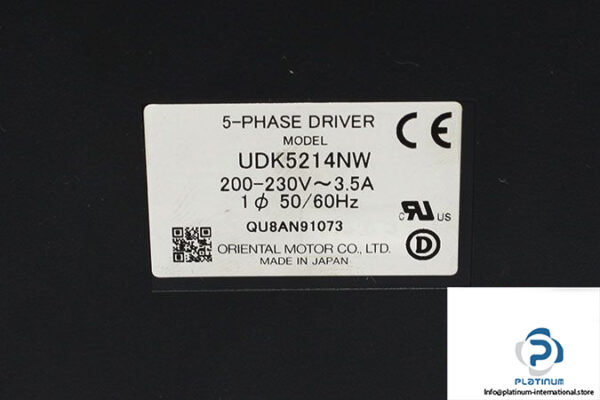 5-PHASE DRIVER
MODEL
UDK5214NW
200-230V~3.5A
1ϕ 50/60Hz
QU8AN91073
ORIENTAL MOTOR CO., LTD.
MADE IN JAPAN
CE
c RU US
D
PLATINUM
Info@platinum-international.store